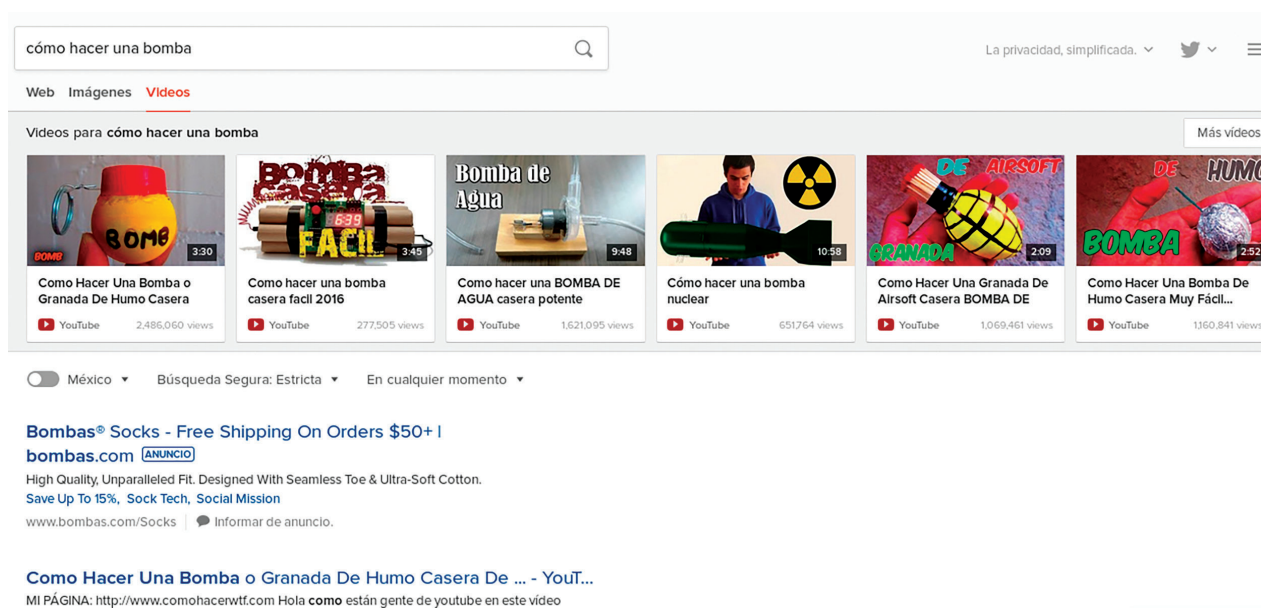 cómo hacer una bomba
La privacidad, simplificada.
Web Imágenes Videos
Videos para cómo hacer una bomba
Más vídeos
BOMB
BOMB
3:30
Como Hacer Una Bomba o
Granada De Humo Casera
YouTube 2,486,060 views
BOMBA
casera
6:39
FACIL
3:45
Como hacer una bomba
casera facil 2016
YouTube 277,505 views
Bomba de
Agua
9:48
Como hacer una BOMBA DE
AGUA casera potente
YouTube 1,621,095 views
10:58
Cómo hacer una bomba
nuclear
YouTube 651,764 views
DE AIRSOFT
GRANADA
2:09
Como Hacer Una Granada De
Airsoft Casera BOMBA DE
YouTube 1,069,461 views
DE HUMO
BOMBA
2:52
Como Hacer Una Bomba De
Humo Casera Muy Fácil...
YouTube 1,160,841 views
México Búsqueda Segura: Estricta En cualquier momento
Bombas® Socks - Free Shipping On Orders $50+ |
bombas.com ANUNCIO
High Quality, Unparalleled Fit. Designed With Seamless Toe & Ultra-Soft Cotton.
Save Up To 15%, Sock Tech, Social Mission
www.bombas.com/Socks Informar de anuncio.
Como Hacer Una Bomba o Granada De Humo Casera De ... - YouT...
MI PÁGINA: http://www.comohacerwtf.com Hola como están gente de youtube en este vídeo